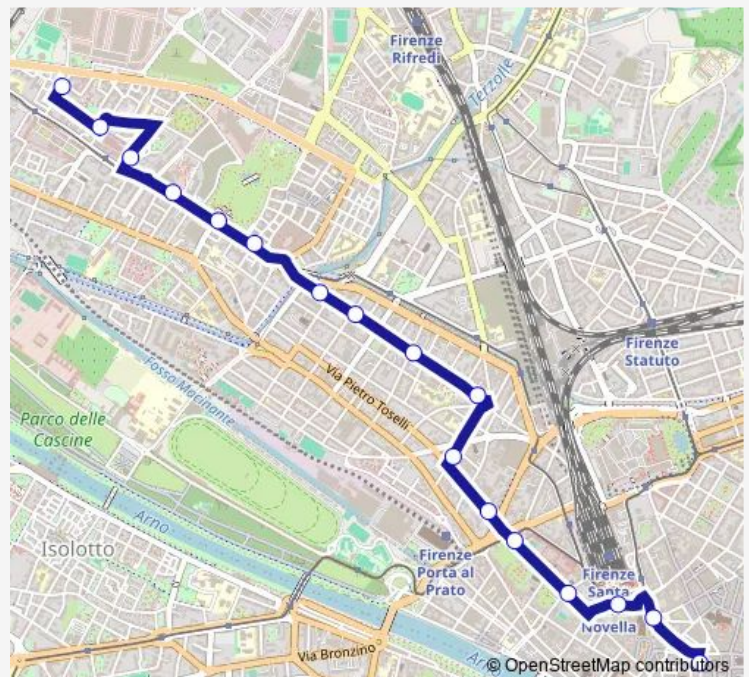 Firenze
Rifredi
Terzolle
Firenze
Statuto
Via Pietro Toselli
Fosso Macinante
Parco delle
Cascine
Arno
Isolotto
Firenze
Porta al
Prato
Firenze
Santa
Novella
Via Bronzino
© OpenStreetMap contributors